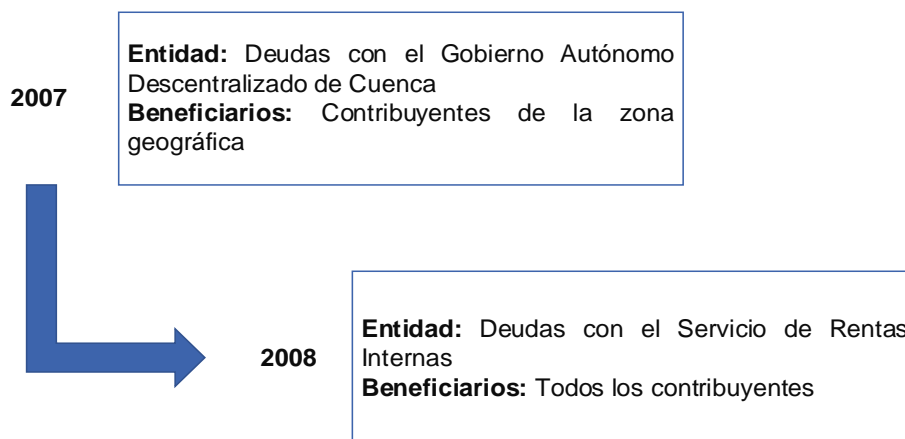 Entidad: Deudas con el Gobierno Autónomo
Descentralizado de Cuenca
2007
Beneficiarios: Contribuyentes de la zona
geográfica
Entidad: Deudas con el Servicio de Rentas
2008
Internas
Beneficiarios: Todos los contribuyentes